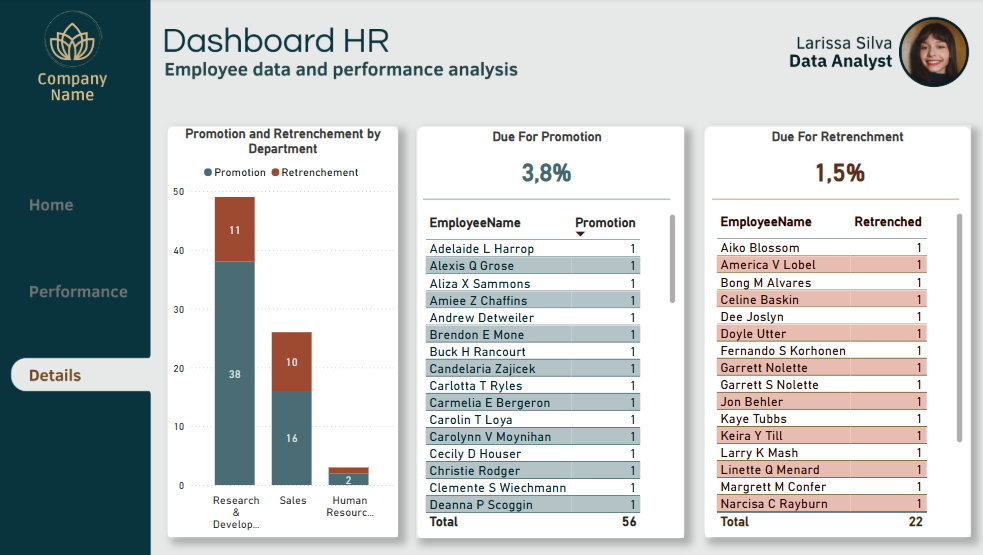 Company
Name
Home
Performance
Details
Dashboard HR
Employee data and performance analysis
Larissa Silva
Data Analyst
Promotion and Retrenchement by
Department
Promotion Retrenchement
50
40
30
20
10
0
11
38
10
16
2
Research
&
Develop...
Sales
Human
Resourc...
Due For Promotion
3,8%
EmployeeName Promotion
Adelaide L Harrop 1
Alexis Q Grose 1
Aliza X Sammons 1
Amiee Z Chaffins 1
Andrew Detweiler 1
Brendon E Mone 1
Buck H Rancourt 1
Candelaria Zajicek 1
Carlotta T Ryles 1
Carmelia E Bergeron 1
Carolin T Loya 1
Carolynn V Moynihan 1
Cecily D Houser 1
Christie Rodger 1
Clemente S Wiechmann 1
Deanna P Scoggin 1
Total 56
Due For Retrenchment
1,5%
EmployeeName Retrenched
Aiko Blossom 1
America V Lobel 1
Bong M Alvares 1
Celine Baskin 1
Dee Joslyn 1
Doyle Utter 1
Fernando S Korhonen 1
Garrett Nolette 1
Garrett S Nolette 1
Jon Behler 1
Kaye Tubbs 1
Keira Y Till 1
Larry K Mash 1
Linette Q Menard 1
Margrett M Confer 1
Narcisa C Rayburn 1
Total 22